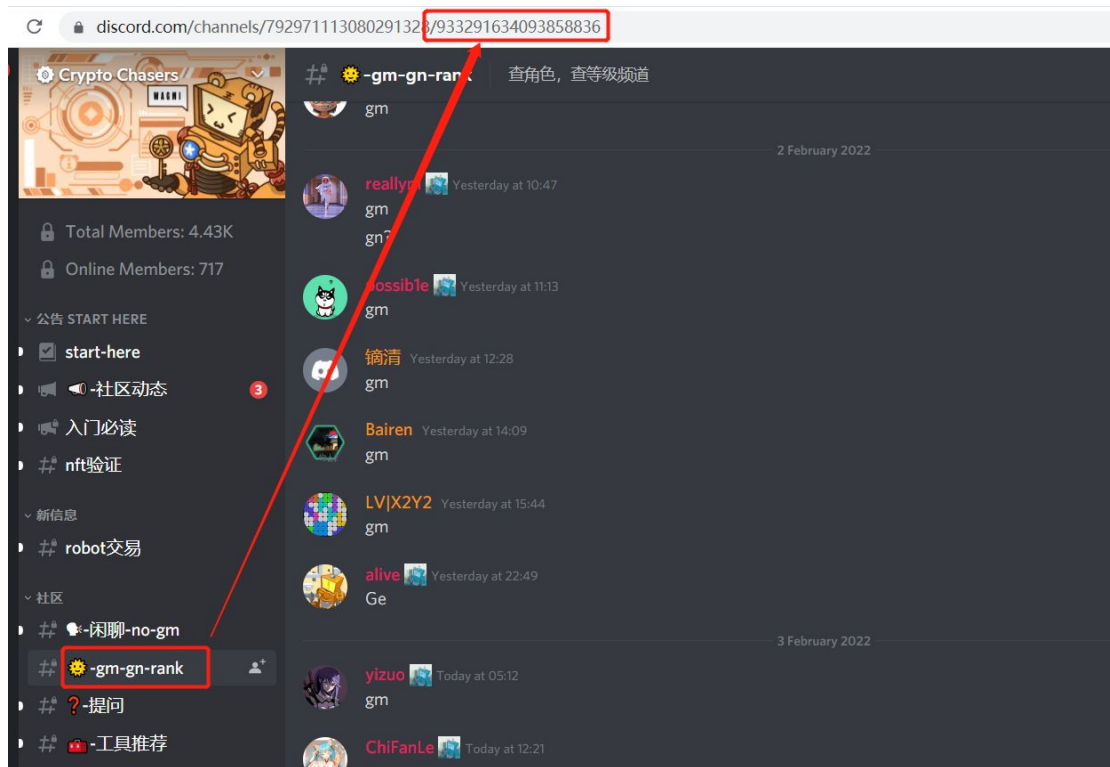 discord.com/channels/792971113080291328/933291634093858836
Crypto Chasers
WAGMI
Total Members: 4.43K
Online Members: 717
公告 START HERE
start-here
-社区动态
3
入门必读
nft验证
新信息
robot交易
社区
-闲聊-no-gm
-gm-gn-rank
-提问
-工具推荐
-gm-gn-rank 查角色，查等级频道
gm
2 February 2022
Yesterday at 10:47
gm
gn?
Yesterday at 11:13
gm
镝清 Yesterday at 12:28
gm
Bairen Yesterday at 14:09
gm
LV|X2Y2 Yesterday at 15:44
gm
alive Yesterday at 22:49
Ge
3 February 2022
yizuo Today at 05:12
gm
ChiFanLe Today at 12:21